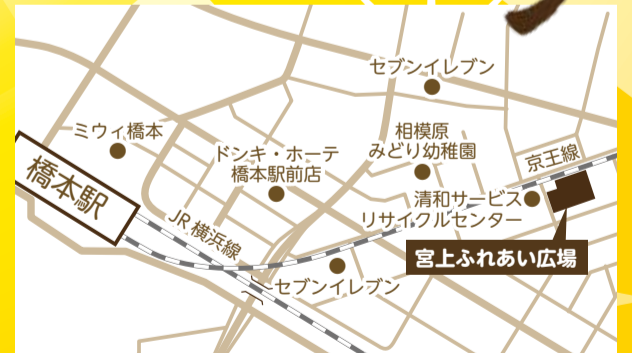 セブンイレブン
ミウィ橋本
相模原
みどり幼稚園
ドンキ・ホーテ
橋本駅前店
京王線
橋本駅
清和サービス
リサイクルセンター
JR 横浜線
宮上ふれあい広場
セブンイレブン